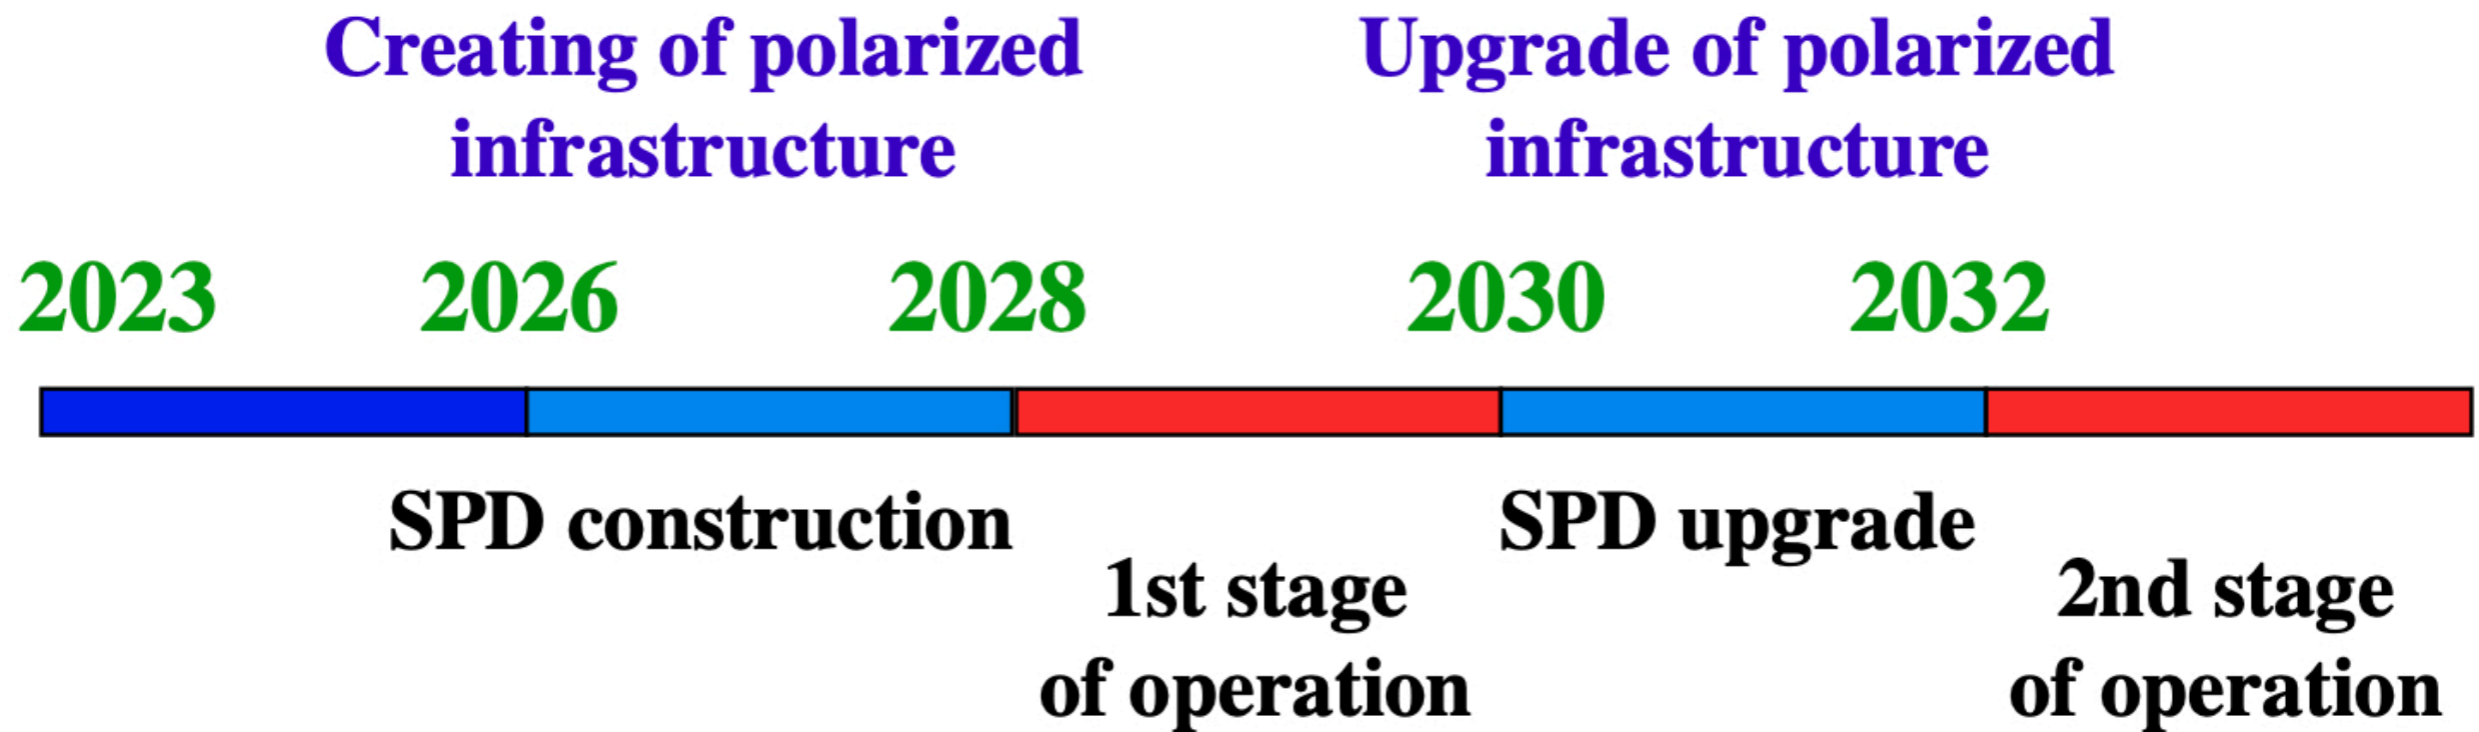 Creating of polarized
infrastructure
Upgrade of polarized
infrastructure
2023 2026 2028 2030 2032
SPD construction
1st stage
of operation
SPD upgrade
2nd stage
of operation